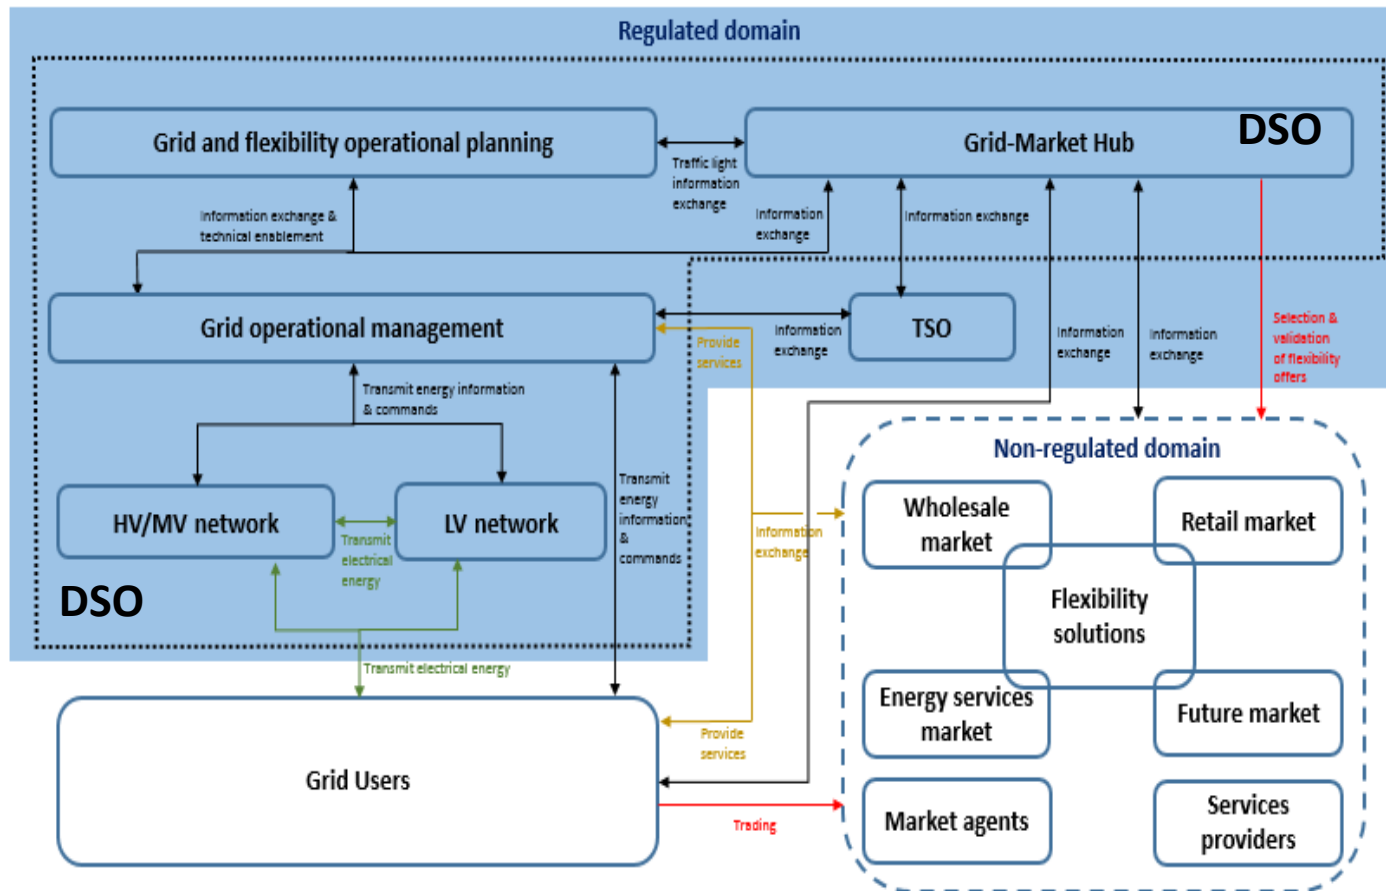 Regulated domain
Grid and flexibility operational planning
Traffic light
information
exchange
Grid-Market Hub
DSO
Information exchange &
technical enablement
Information
exchange
Information exchange
Grid operational management
Provide
services
Information
exchange
TSO
Information
exchange
Information
exchange
Selection &
validation
of flexibility
offers
Transmit energy information
& commands
HV/MV network
Transmit
electrical
energy
LV network
Transmit
energy
information
&
commands
Information
exchange
DSO
Transmit electrical energy
Grid Users
Provide
services
Trading
Non-regulated domain
Wholesale
market
Retail market
Flexibility
solutions
Energy services
market
Future market
Market agents
Services
providers